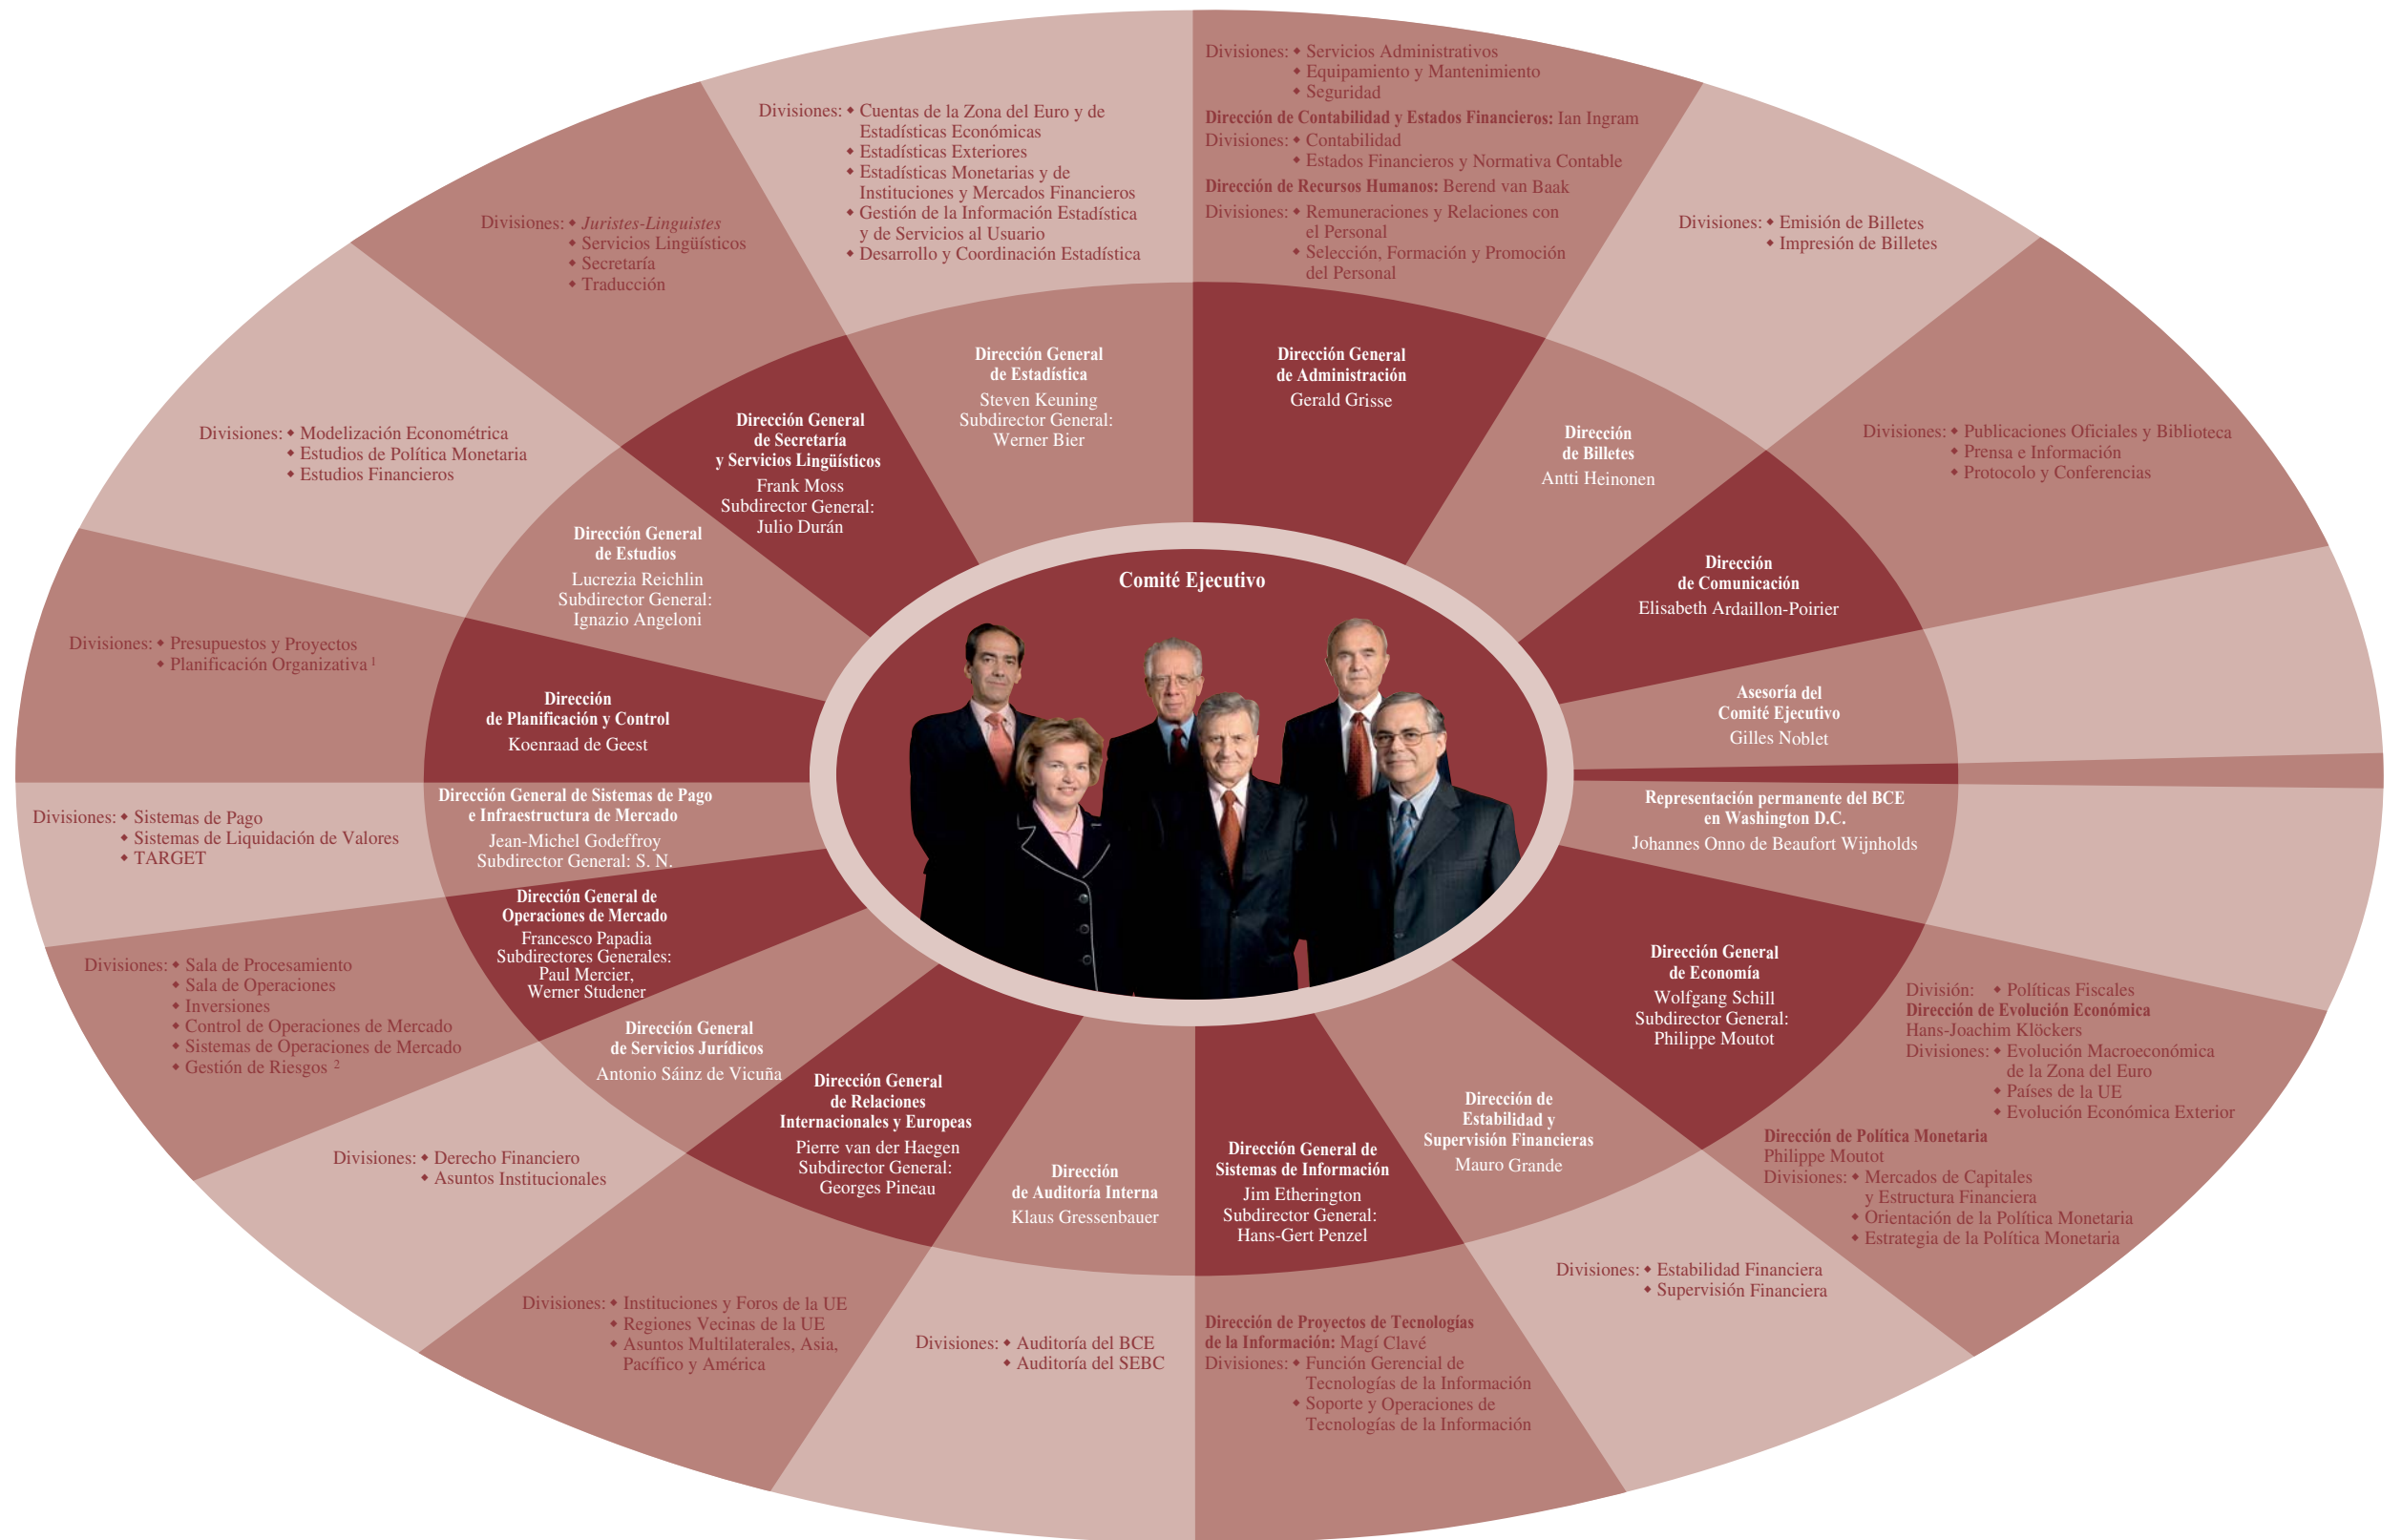 Comité Ejecutivo
Divisiones: ◆ Servicios Administrativos
◆ Equipamiento y Mantenimiento
◆ Seguridad
Dirección de Contabilidad y Estados Financieros: Ian Ingram
Divisiones: ◆ Contabilidad
◆ Estados Financieros y Normativa Contable
Dirección de Recursos Humanos: Berend van Baak
Divisiones: ◆ Remuneraciones y Relaciones con
el Personal
◆ Selección, Formación y Promoción
del Personal
Dirección General
de Administración
Gerald Grisse
Divisiones: ◆ Emisión de Billetes
◆ Impresión de Billetes
Dirección
de Billetes
Antti Heinonen
Divisiones: ◆ Publicaciones Oficiales y Biblioteca
◆ Prensa e Información
◆ Protocolo y Conferencias
Dirección
de Comunicación
Elisabeth Ardaillon-Poirier
Asesoría del
Comité Ejecutivo
Gilles Noblet
Representación permanente del BCE
en Washington D.C.
Johannes Onno de Beaufort Wijnholds
Dirección General
de Economía
Wolfgang Schill
Subdirector General:
Philippe Moutot
División: ◆ Políticas Fiscales
Dirección de Evolución Económica
Hans-Joachim Klöckers
Divisiones: ◆ Evolución Macroeconómica
de la Zona del Euro
◆ Países de la UE
◆ Evolución Económica Exterior
Dirección de Política Monetaria
Philippe Moutot
Divisiones: ◆ Mercados de Capitales
y Estructura Financiera
◆ Orientación de la Política Monetaria
◆ Estrategia de la Política Monetaria
Dirección de
Estabilidad y
Supervisión Financieras
Mauro Grande
Divisiones: ◆ Estabilidad Financiera
◆ Supervisión Financiera
Dirección General de
Sistemas de Información
Jim Etherington
Subdirector General:
Hans-Gert Penzel
Dirección de Proyectos de Tecnologías
de la Información: Magí Clavé
Divisiones: ◆ Función Gerencial de
Tecnologías de la Información
◆ Soporte y Operaciones de
Tecnologías de la Información
Dirección
de Auditoría Interna
Klaus Gressenbauer
Divisiones: ◆ Auditoría del BCE
◆ Auditoría del SEBC
Dirección General
de Relaciones
Internacionales y Europeas
Pierre van der Haegen
Subdirector General:
Georges Pineau
Divisiones: ◆ Instituciones y Foros de la UE
◆ Regiones Vecinas de la UE
◆ Asuntos Multilaterales, Asia,
Pacífico y América
Dirección General
de Servicios Jurídicos
Antonio Sáinz de Vicuña
Divisiones: ◆ Derecho Financiero
◆ Asuntos Institucionales
Dirección General de
Operaciones de Mercado
Francesco Papadia
Subdirectores Generales:
Paul Mercier,
Werner Studener
Divisiones: ◆ Sala de Procesamiento
◆ Sala de Operaciones
◆ Inversiones
◆ Control de Operaciones de Mercado
◆ Sistemas de Operaciones de Mercado
◆ Gestión de Riesgos 2
Dirección General de Sistemas de Pago
e Infraestructura de Mercado
Jean-Michel Godeffroy
Subdirector General: S. N.
Divisiones: ◆ Sistemas de Pago
◆ Sistemas de Liquidación de Valores
◆ TARGET
Dirección
de Planificación y Control
Koenraad de Geest
Divisiones: ◆ Presupuestos y Proyectos
◆ Planificación Organizativa 1
Dirección General
de Estudios
Lucrezia Reichlin
Subdirector General:
Ignazio Angeloni
Divisiones: ◆ Modelización Econométrica
◆ Estudios de Política Monetaria
◆ Estudios Financieros
Dirección General
de Secretaría
y Servicios Lingüísticos
Frank Moss
Subdirector General:
Julio Durán
Divisiones: ◆ Juristes-Linguistes
◆ Servicios Lingüísticos
◆ Secretaría
◆ Traducción
Dirección General
de Estadística
Steven Keuning
Subdirector General:
Werner Bier
Divisiones: ◆ Cuentas de la Zona del Euro y de
Estadísticas Económicas
◆ Estadísticas Exteriores
◆ Estadísticas Monetarias y de
Instituciones y Mercados Financieros
◆ Gestión de la Información Estadística
y de Servicios al Usuario
◆ Desarrollo y Coordinación Estadística